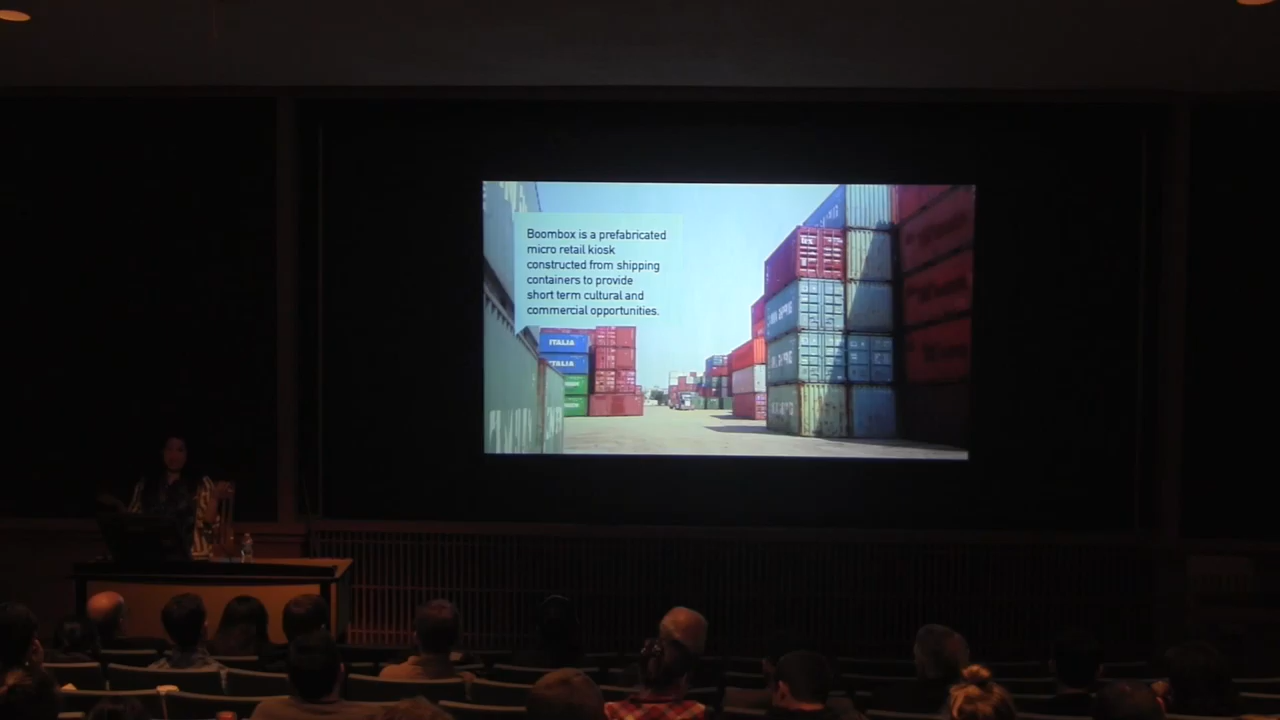 Boombox is a prefabricated
micro retail kiosk
constructed from shipping
containers to provide
short term cultural and
commercial opportunities.
ITALIA
ITALIA